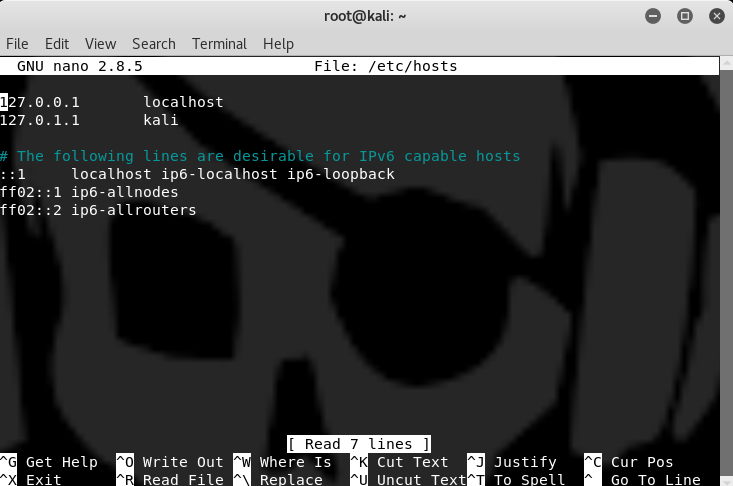 root@kali: ~
File Edit View Search Terminal Help
GNU nano 2.8.5 File: /etc/hosts
127.0.0.1 localhost
127.0.1.1 kali
# The following lines are desirable for IPv6 capable hosts
::1 localhost ip6-localhost ip6-loopback
ff02::1 ip6-allnodes
ff02::2 ip6-allrouters
[ Read 7 lines ]
^G Get Help ^O Write Out ^W Where Is ^K Cut Text ^J Justify ^C Cur Pos
^X Exit ^R Read File ^\ Replace ^U Uncut Text ^T To Spell ^ Go To Line